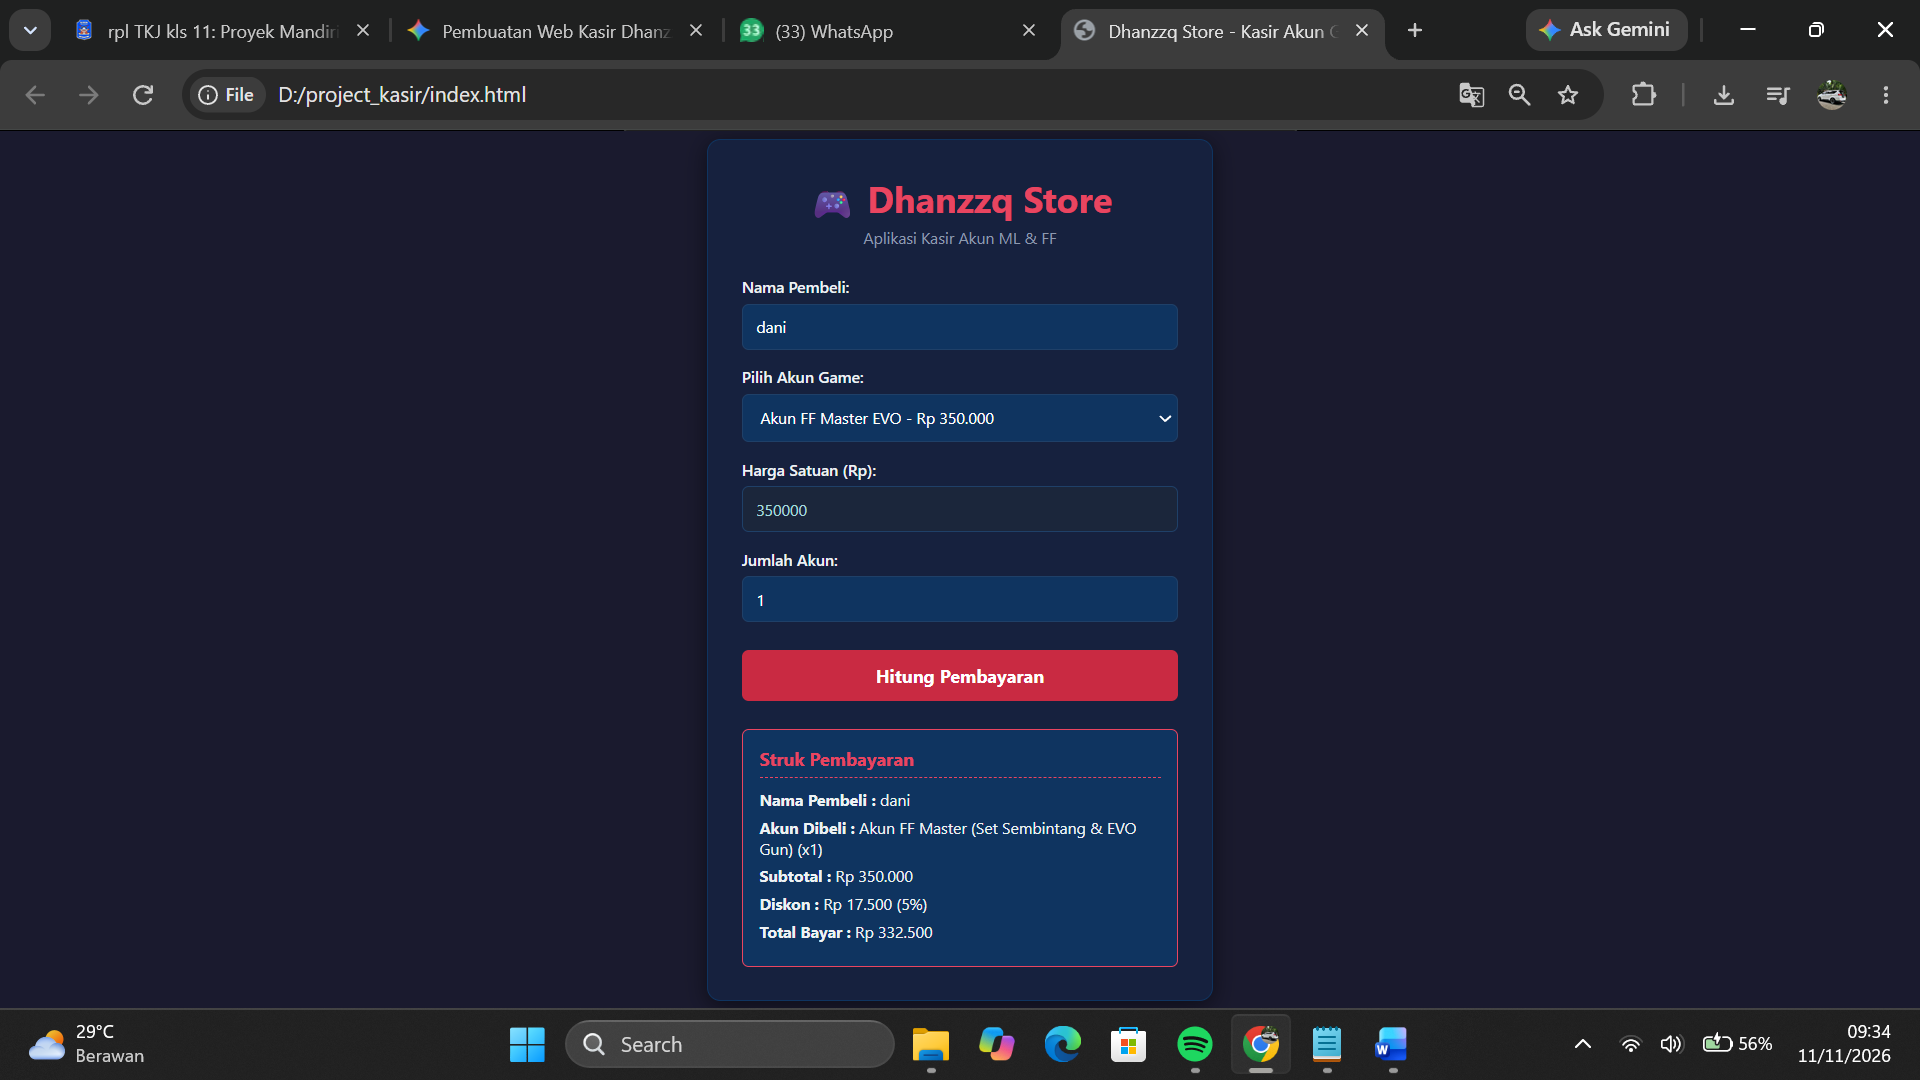 rpl TKJ kls 11: Proyek Mandiri
Pembuatan Web Kasir Dhanz
33 (33) WhatsApp
Dhanzzq Store - Kasir Akun G
Ask Gemini
File D:/project_kasir/index.html
Dhanzzq Store
Aplikasi Kasir Akun ML & FF
Nama Pembeli:
dani
Pilih Akun Game:
Akun FF Master EVO - Rp 350.000
Harga Satuan (Rp):
350000
Jumlah Akun:
1
Hitung Pembayaran
Struk Pembayaran
Nama Pembeli : dani
Akun Dibeli : Akun FF Master (Set Sembintang & EVO
Gun) (x1)
Subtotal : Rp 350.000
Diskon : Rp 17.500 (5%)
Total Bayar : Rp 332.500
29°C
Berawan
Search
56%
09:34
11/11/2026